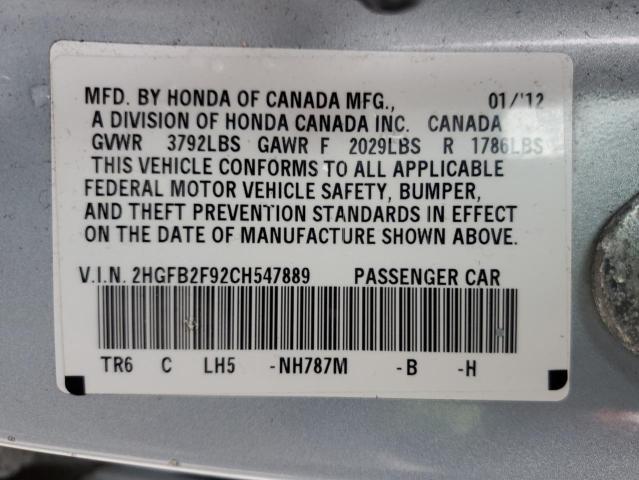 MFD. BY HONDA OF CANADA MFG., 01/'12
A DIVISION OF HONDA CANADA INC. CANADA
GVWR 3792LBS GAWR F 2029LBS R 1786LBS
THIS VEHICLE CONFORMS TO ALL APPLICABLE
FEDERAL MOTOR VEHICLE SAFETY, BUMPER,
AND THEFT PREVENTION STANDARDS IN EFFECT
ON THE DATE OF MANUFACTURE SHOWN ABOVE.
V.I.N. 2HGFB2F92CH547889 PASSENGER CAR
TR6 C LH5 -NH787M -B -H